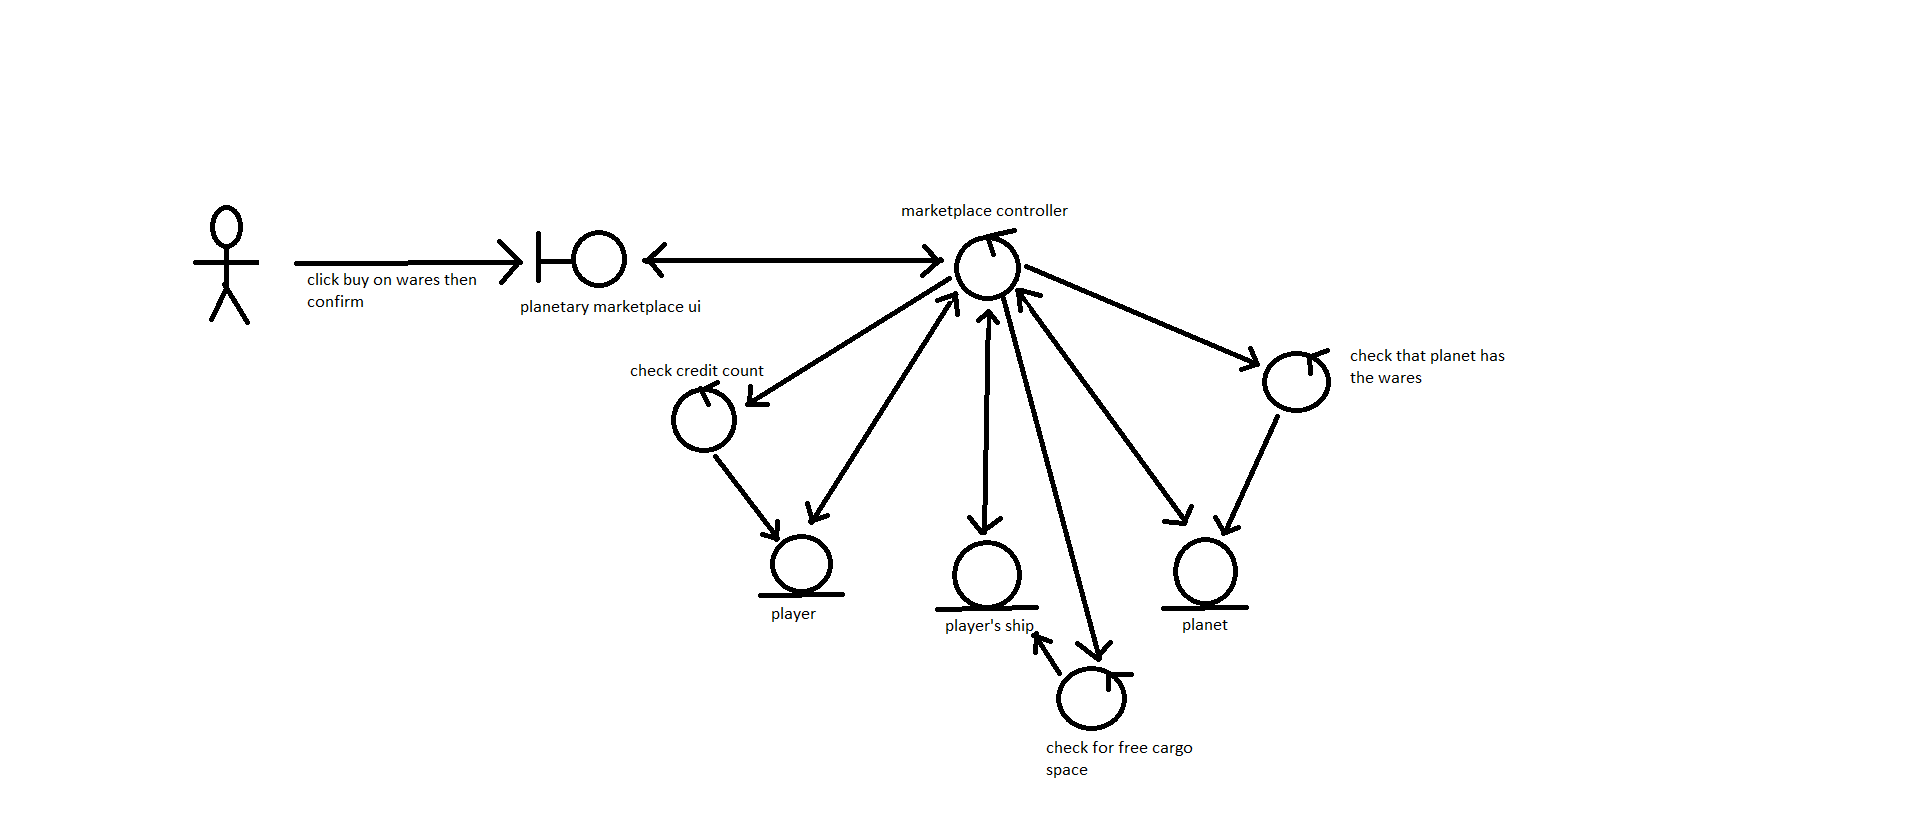 marketplace controller
click buy on wares then
confirm
planetary marketplace ui
check credit count
check that planet has
the wares
player
player's ship
planet
check for free cargo
space